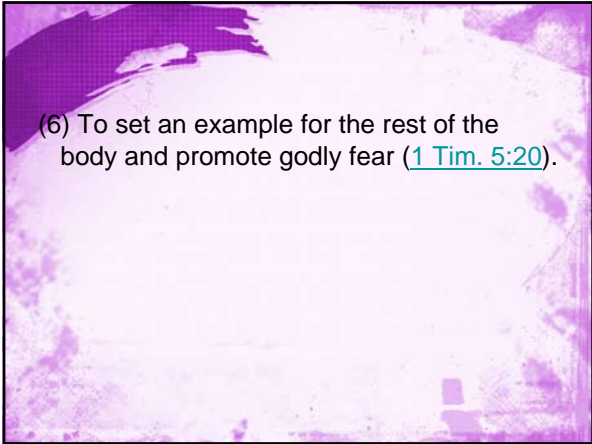 (6) To set an example for the rest of the
body and promote godly fear (1 Tim. 5:20).